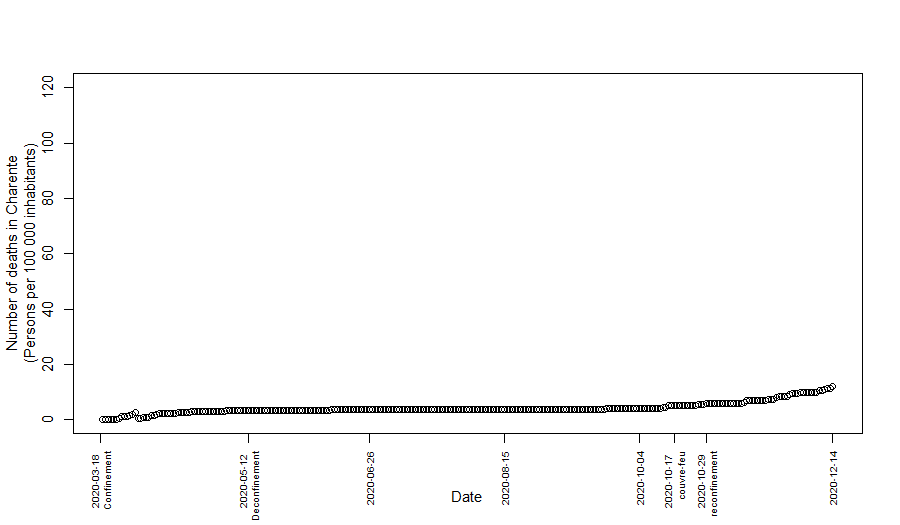 Number of deaths in Charente
(Persons per 100 000 inhabitants)
120
100
80
60
40
20
0
2020-03-18
Confinement
2020-05-12
Deconfinement
2020-06-26
2020-08-15
2020-10-04
2020-10-17
couvre-feu
2020-10-29
reconfinement
2020-12-14
Date